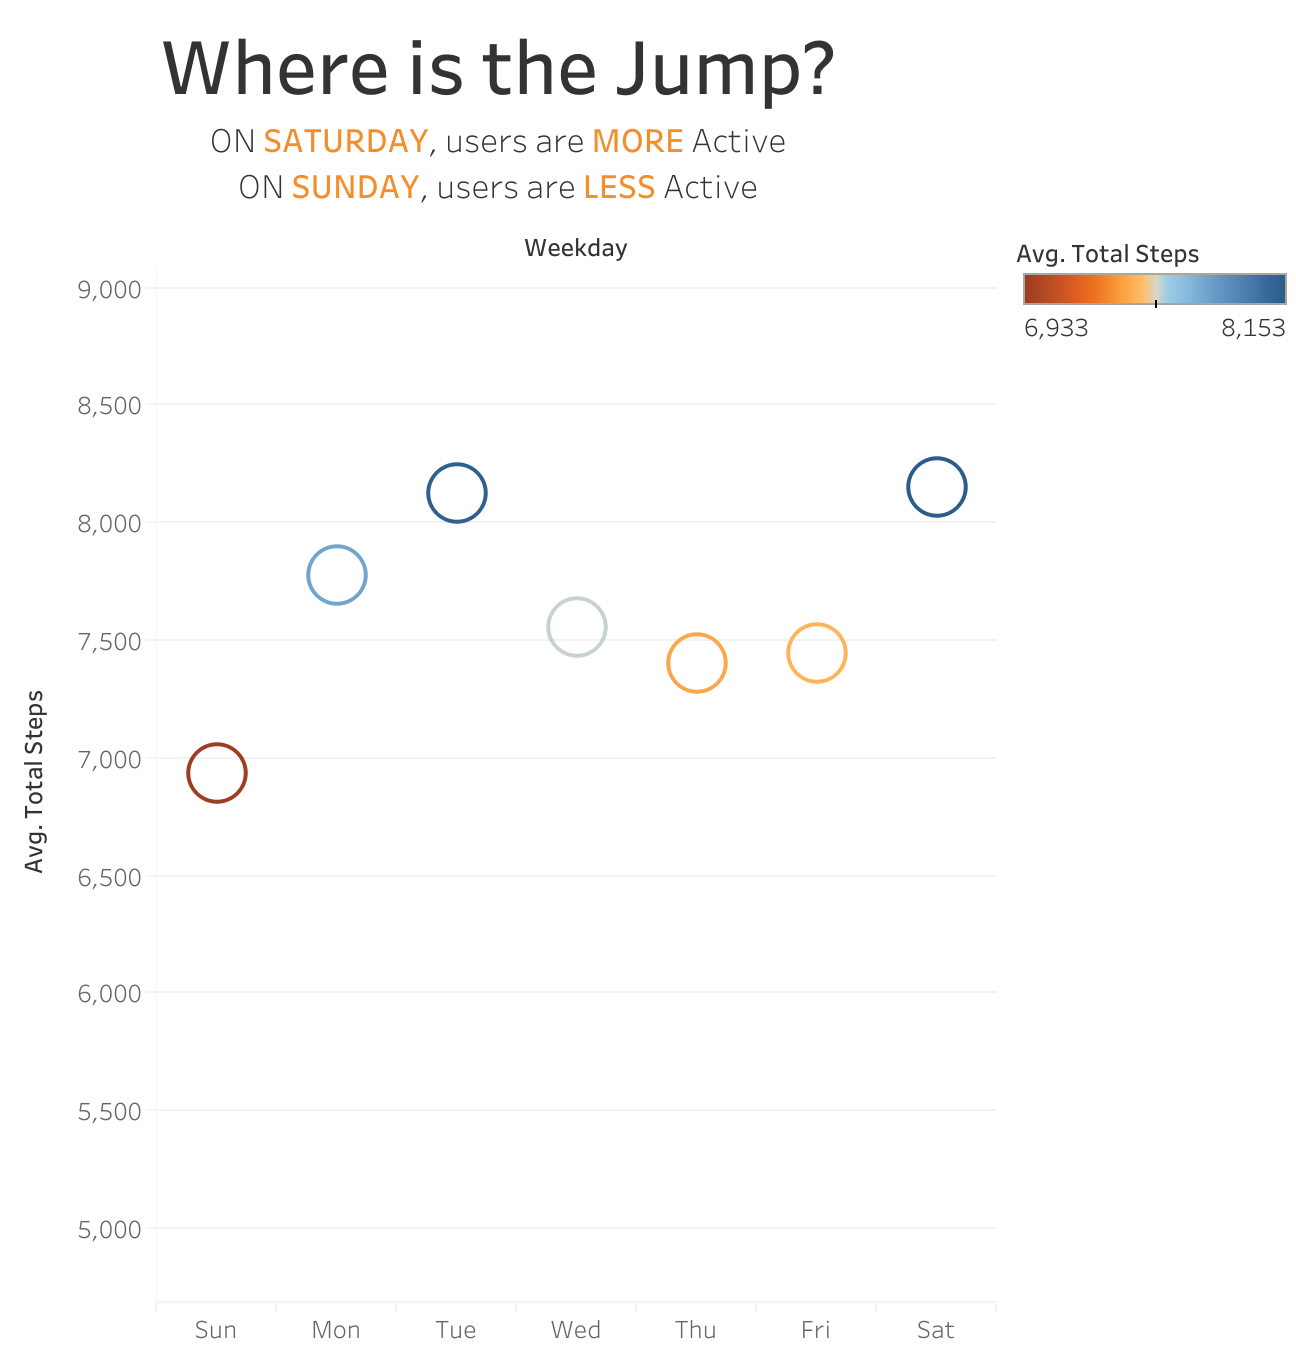 Where is the Jump?
ON SATURDAY, users are MORE Active
ON SUNDAY, users are LESS Active
Weekday
Avg. Total Steps
6,933 8,153
9,000
8,500
8,000
7,500
7,000
6,500
6,000
5,500
5,000
Avg. Total Steps
Sun Mon Tue Wed Thu Fri Sat